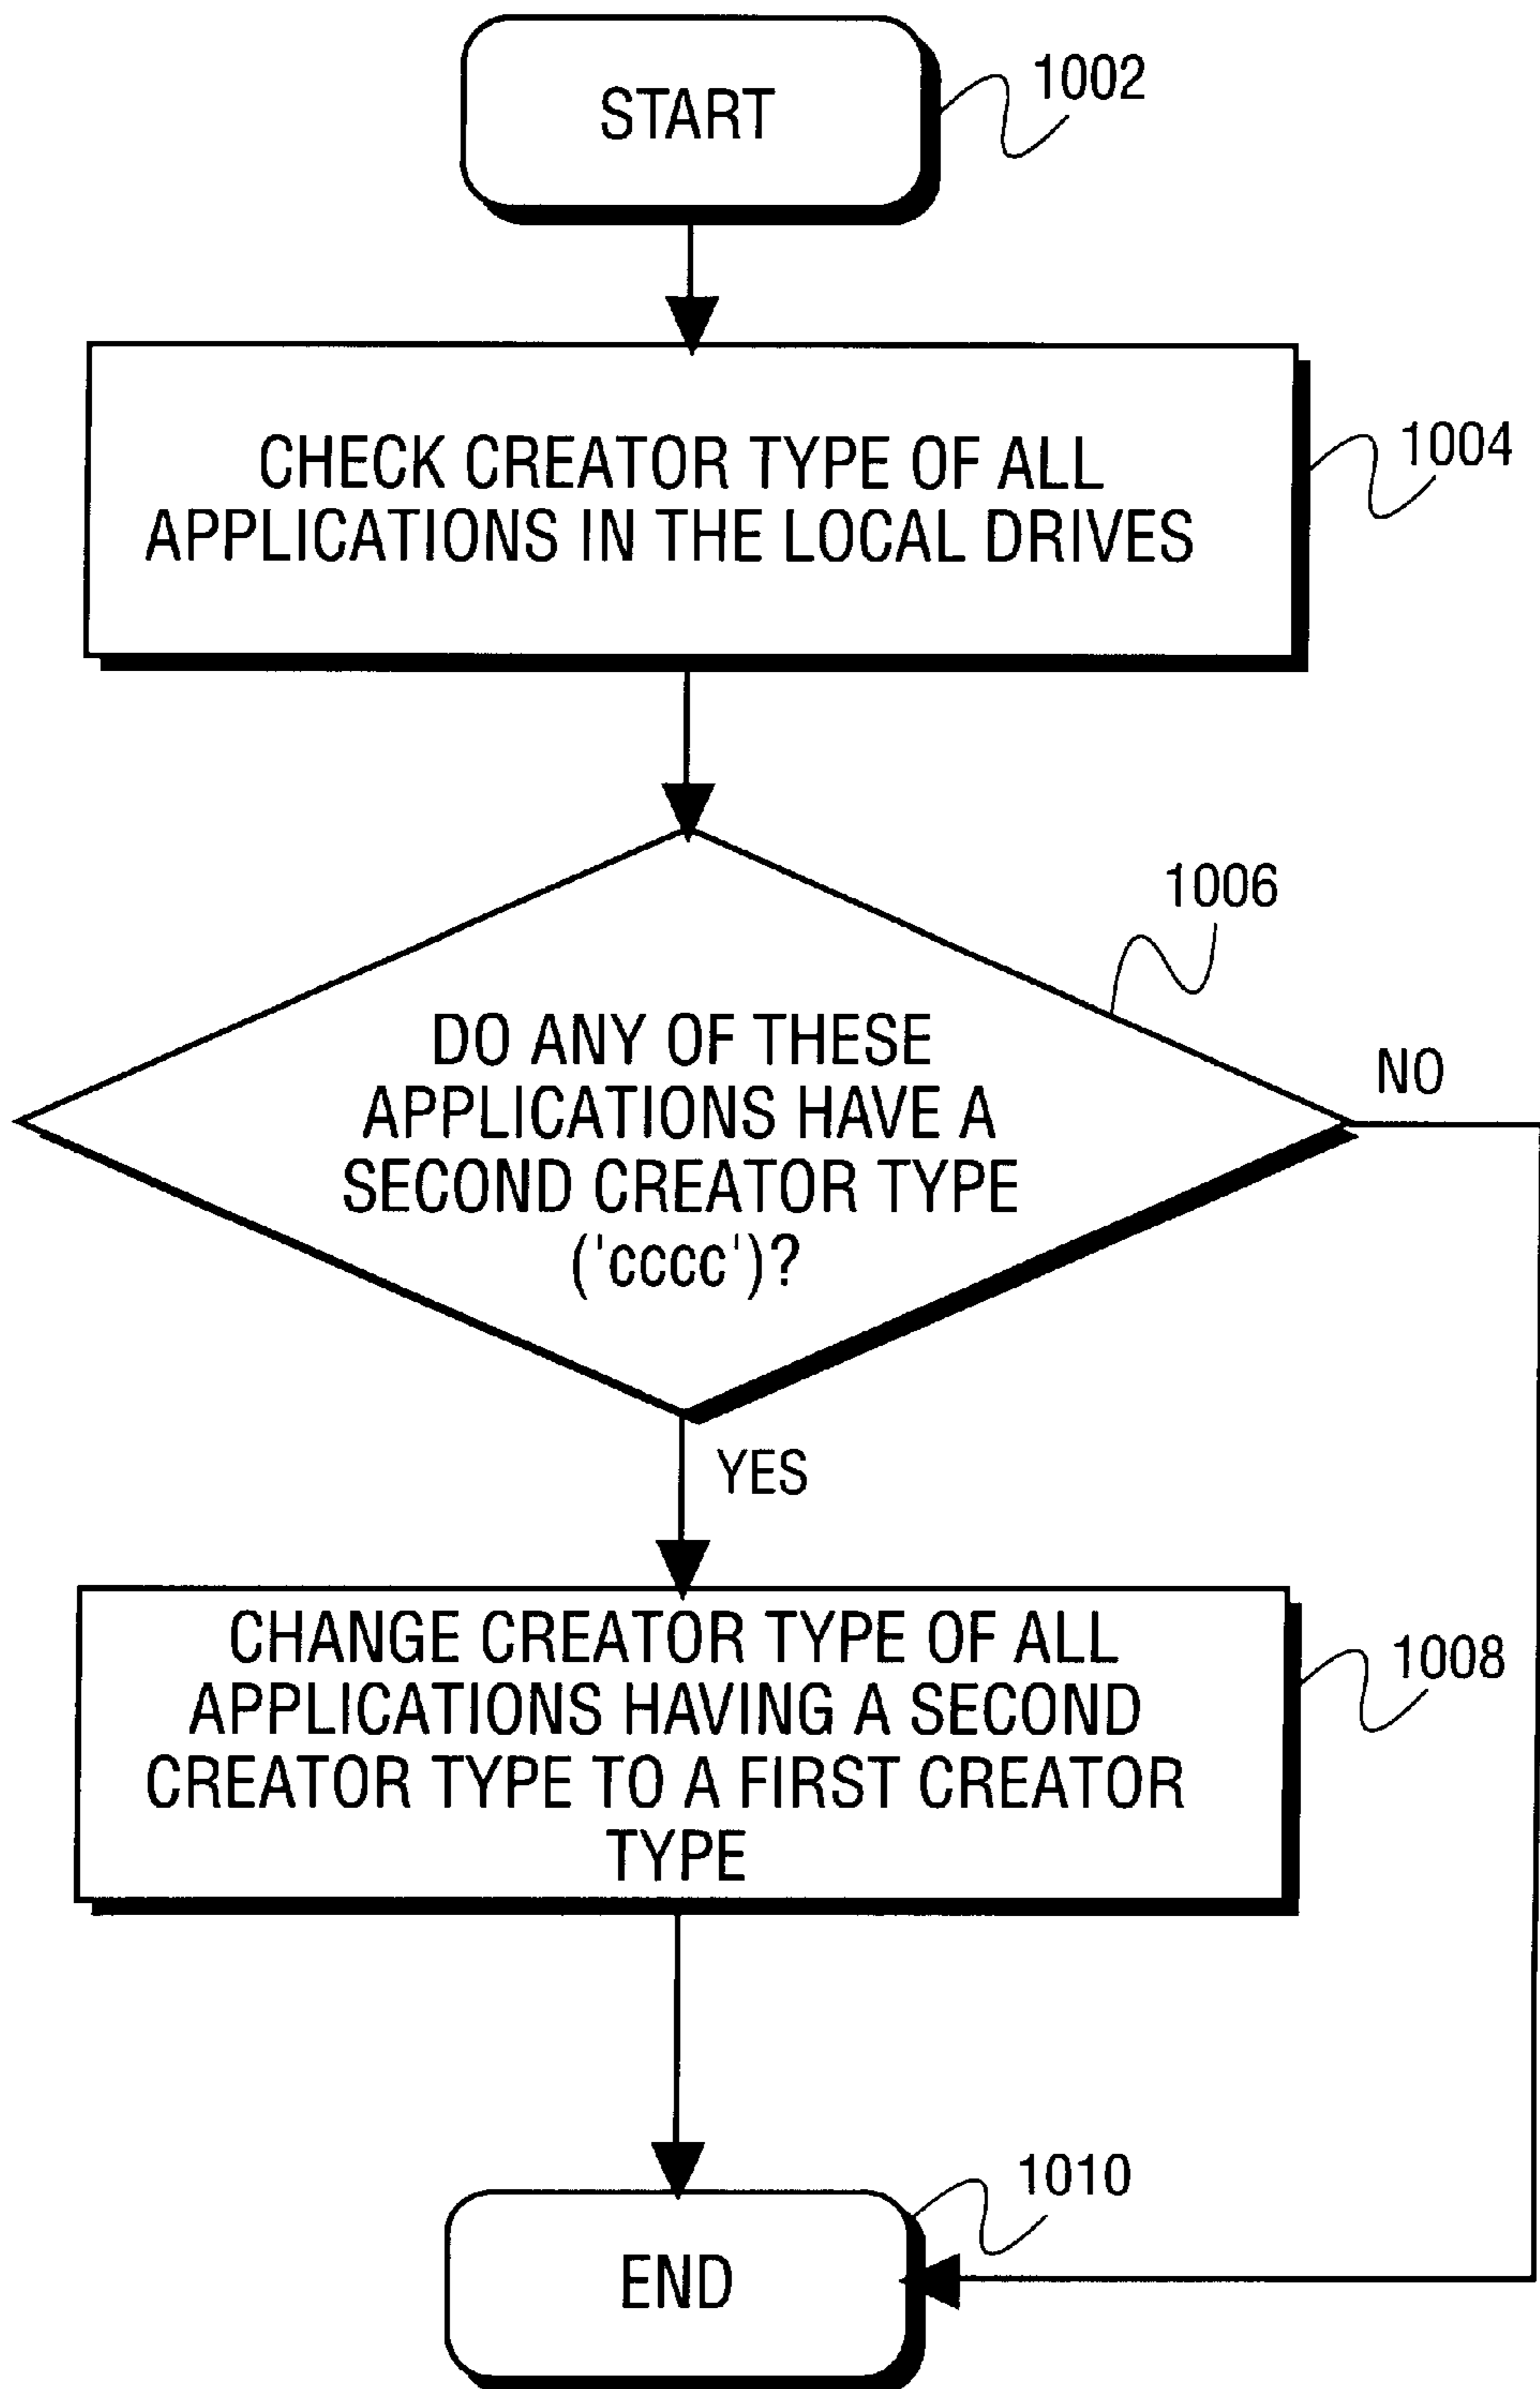 START
1002
CHECK CREATOR TYPE OF ALL
APPLICATIONS IN THE LOCAL DRIVES
1004
1006
DO ANY OF THESE
APPLICATIONS HAVE A
SECOND CREATOR TYPE
('cccc')?
NO
YES
CHANGE CREATOR TYPE OF ALL
APPLICATIONS HAVING A SECOND
CREATOR TYPE TO A FIRST CREATOR
TYPE
1008
1010
END